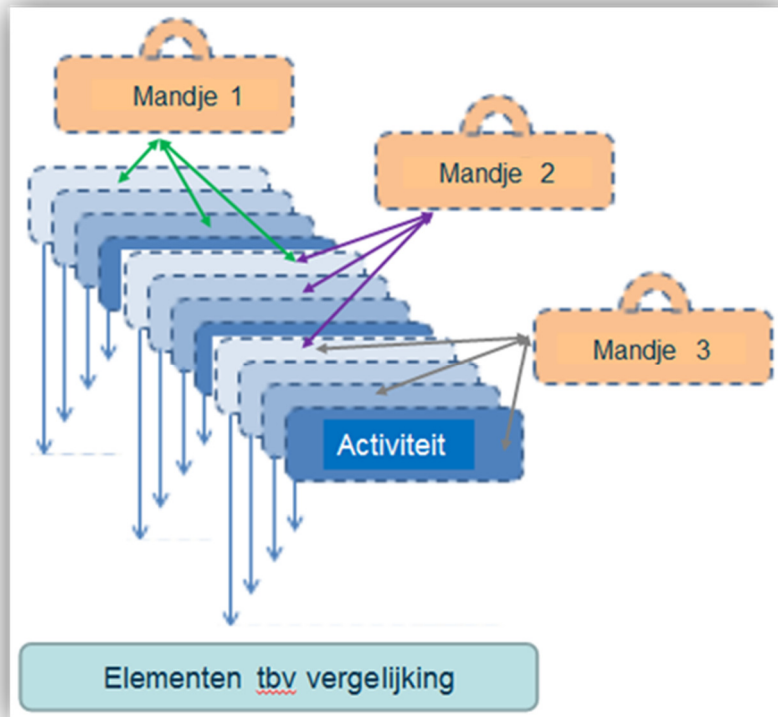 Mandje 1
Mandje 2
Mandje 3
Activiteit
Elementen tbv vergelijking